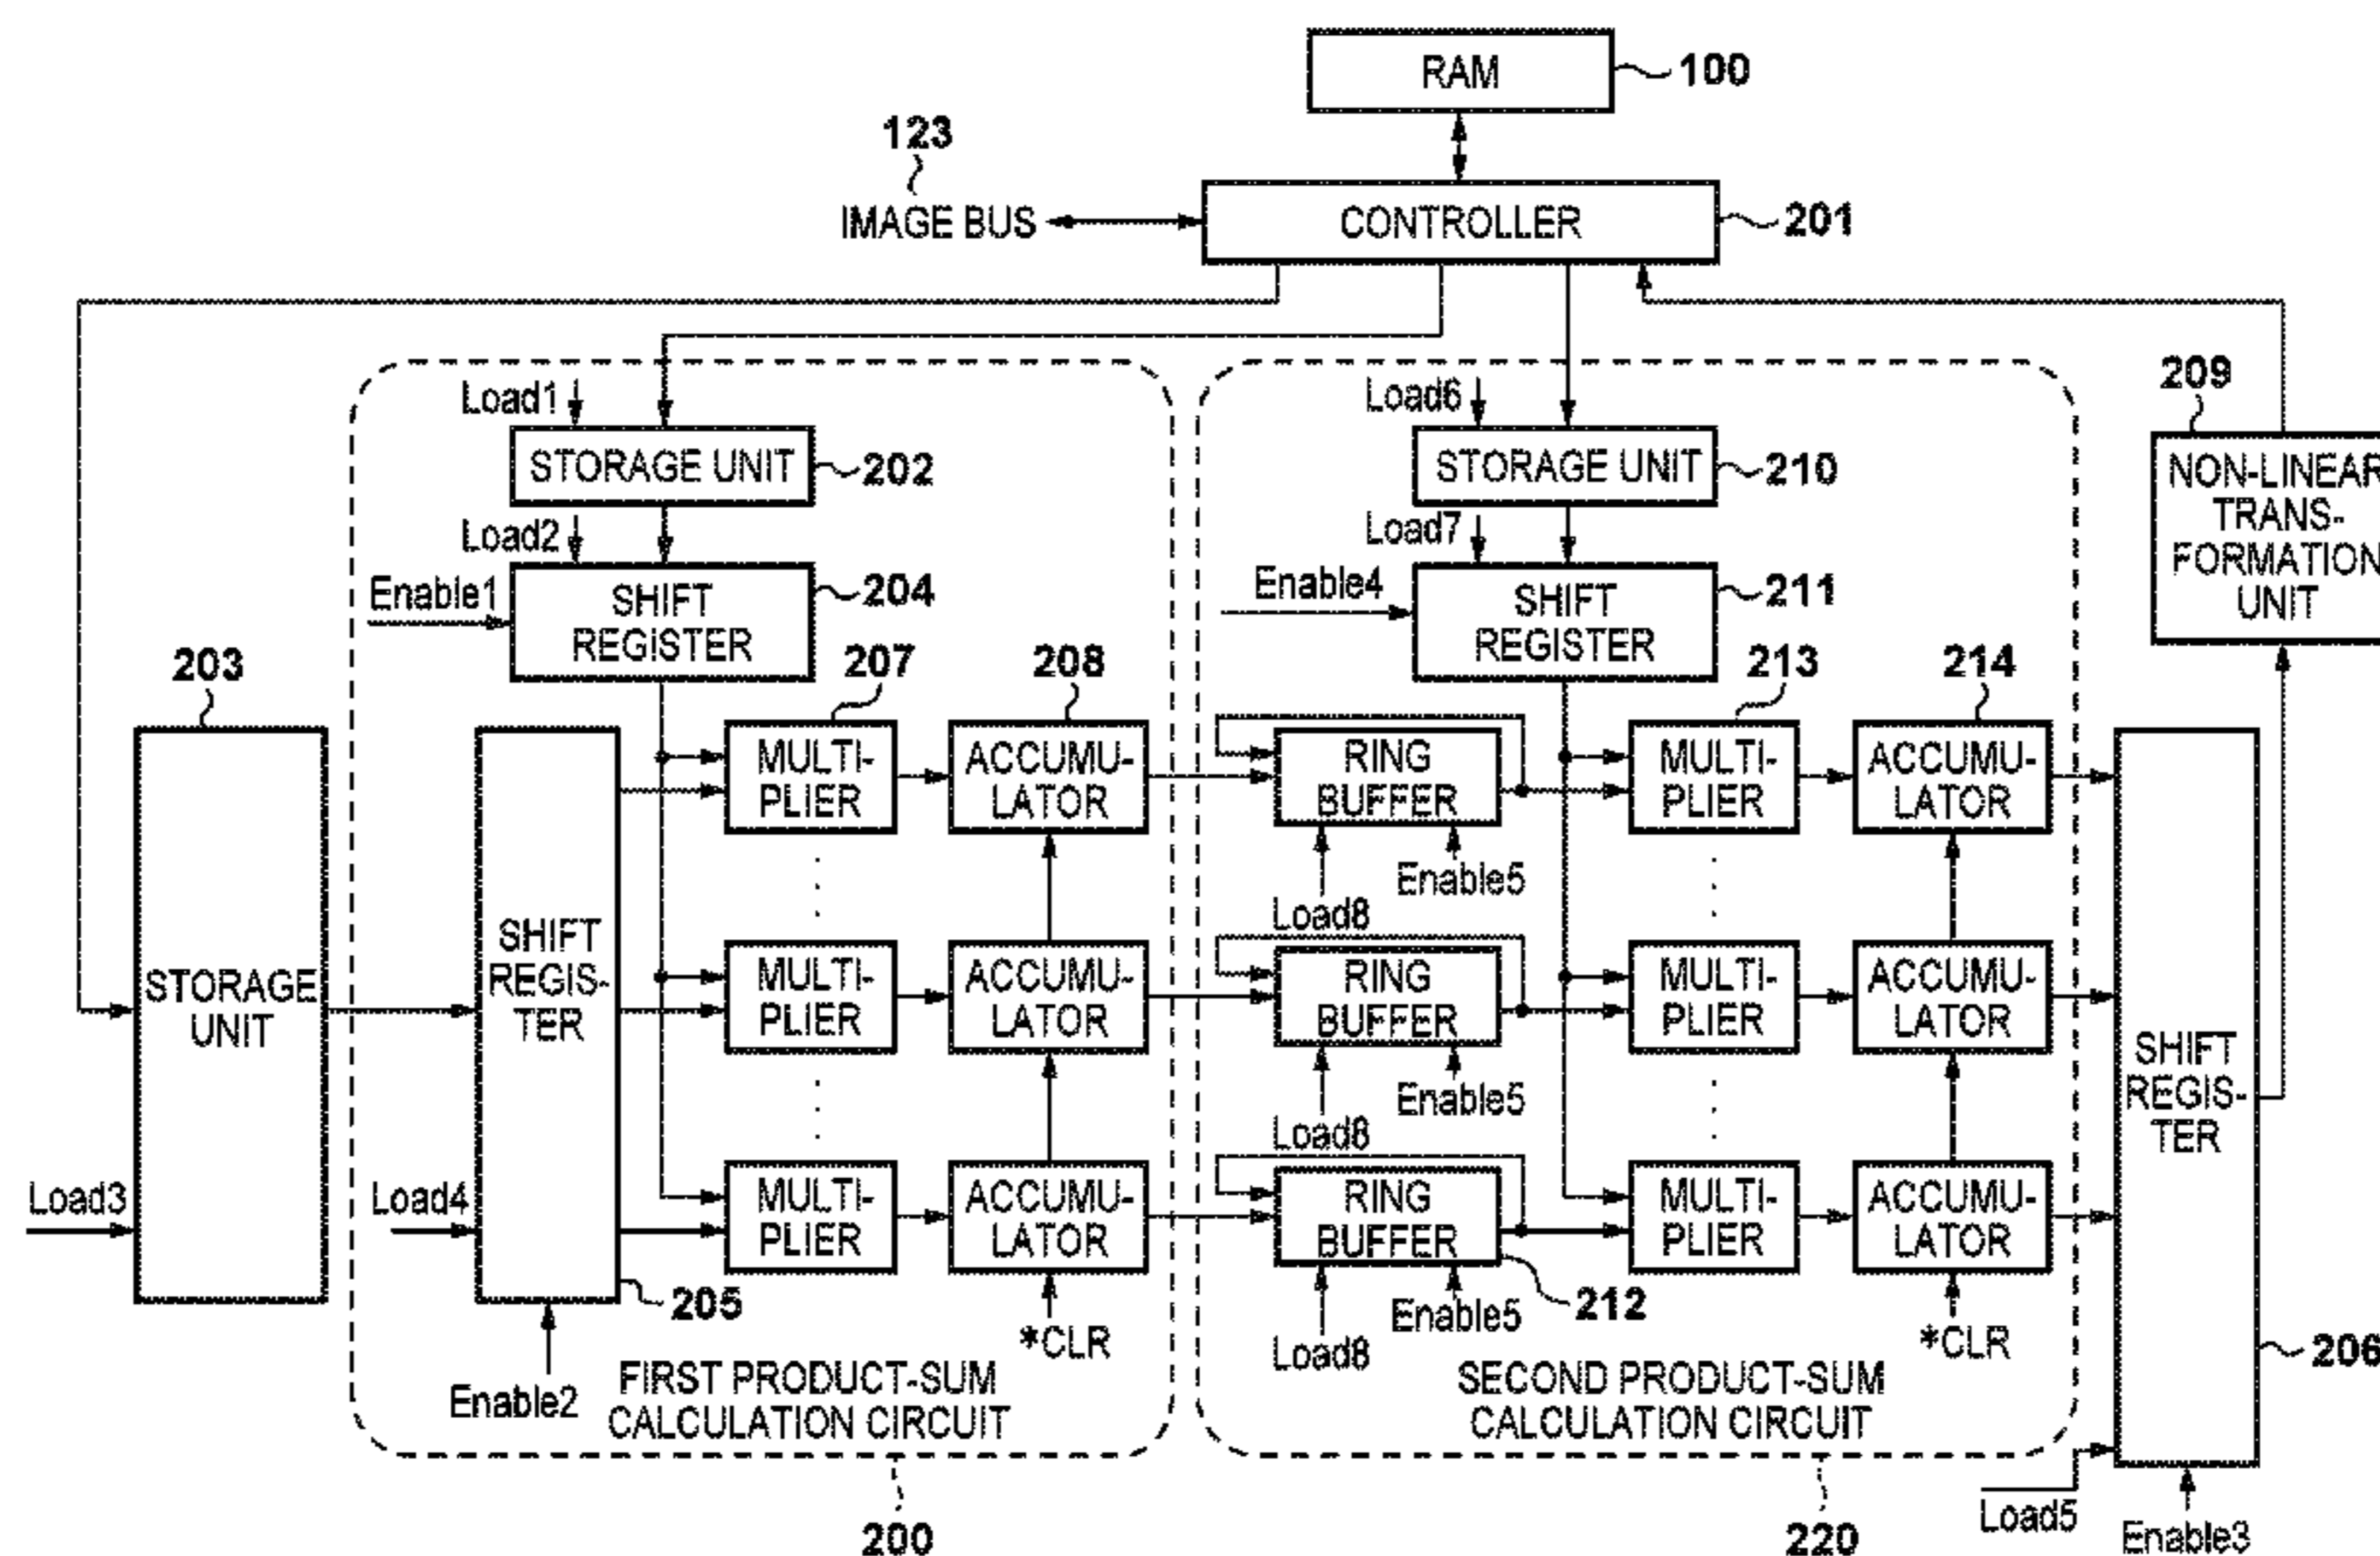 RAM
100
123
IMAGE BUS
CONTROLLER
201
Load1
STORAGE UNIT
202
Load2
Enable1
SHIFT
REGISTER
204
Load6
STORAGE UNIT
210
Load7
Enable4
SHIFT
REGISTER
211
209
NON-LINEAR
TRANS-
FORMATION
UNIT
203
STORAGE
UNIT
Load3
SHIFT
REGIS-
TER
Load4
205
Enable2
207
MULTI-
PLIER
208
ACCUMU-
LATOR
MULTI-
PLIER
ACCUMU-
LATOR
MULTI-
PLIER
ACCUMU-
LATOR
*CLR
FIRST PRODUCT-SUM
CALCULATION CIRCUIT
200
RING
BUFFER
Enable5
Load8
RING
BUFFER
Enable5
Load8
RING
BUFFER
212
Enable5
Load8
213
MULTI-
PLIER
214
ACCUMU-
LATOR
MULTI-
PLIER
ACCUMU-
LATOR
MULTI-
PLIER
ACCUMU-
LATOR
*CLR
SECOND PRODUCT-SUM
CALCULATION CIRCUIT
220
SHIFT
REGIS-
TER
206
Load5
Enable3